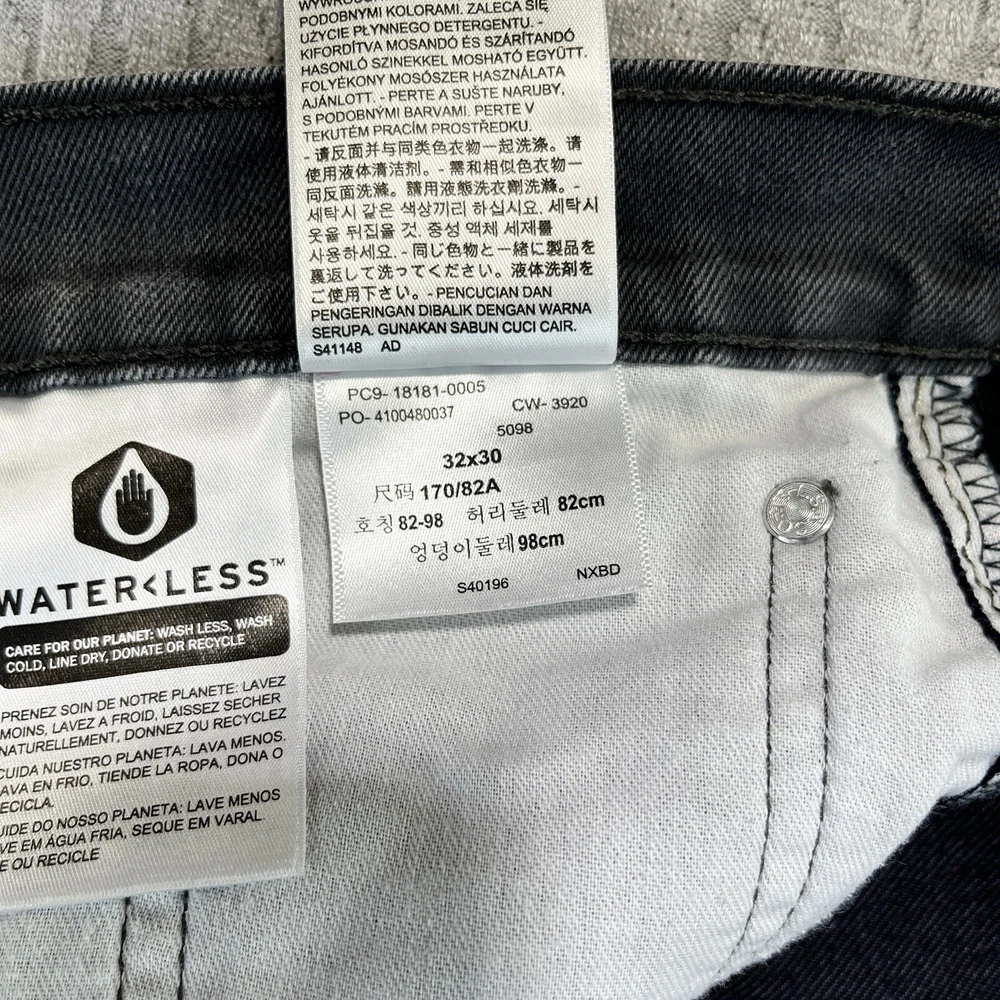 PODOBNYMI KOLORAMI. ZALECA SIĘ
UŻYCIE PŁYNNEGO DETERGENTU. -
KIFORDÍTVA MOSANDÓ ÉS SZÁRÍTANDÓ
HASONLÓ SZINEKKEL MOSHATÓ EGYÜTT.
FOLYÉKONY MOSÓSZER HASZNÁLATA
AJÁNLOTT. - PERTE A SUŠTE NARUBY,
S PODOBNÝMI BARVAMI. PERTE V
TEKUTÉM PRACÍM PROSTŘEDKU.
- 请反面并与同类色衣物一起洗涤。请
使用液体清洁剂。- 需和相似色衣物一
同反面洗滌。請用液態洗衣劑洗滌。-
세탁시 같은 색상끼리 하십시요. 세탁시
옷을 뒤집을 것. 중성 액체 세제를
사용하세요. - 同じ色物と一緒に製品を
裏返して洗ってください。液体洗剤を
ご使用下さい。- PENCUCIAN DAN
PENGERINGAN DIBALIK DENGAN WARNA
SERUPA. GUNAKAN SABUN CUCI CAIR.
S41148 AD
PC9- 18181-0005
PO- 4100480037 CW- 3920
5098
32x30
尺码 170/82A
호칭 82-98 허리둘레 82cm
엉덩이둘레 98cm
S40196 NXBD
WATER<LESS™
CARE FOR OUR PLANET: WASH LESS, WASH
COLD, LINE DRY, DONATE OR RECYCLE
PRENEZ SOIN DE NOTRE PLANETE: LAVEZ
MOINS, LAVEZ A FROID, LAISSEZ SECHER
NATURELLEMENT, DONNEZ OU RECYCLEZ
CUIDA NUESTRO PLANETA: LAVA MENOS.
LAVA EN FRIO, TIENDE LA ROPA, DONA O
RECICLA.
UIDE DO NOSSO PLANETA: LAVE MENOS
VE EM ÁGUA FRIA, SEQUE EM VARAL
E OU RECICLE